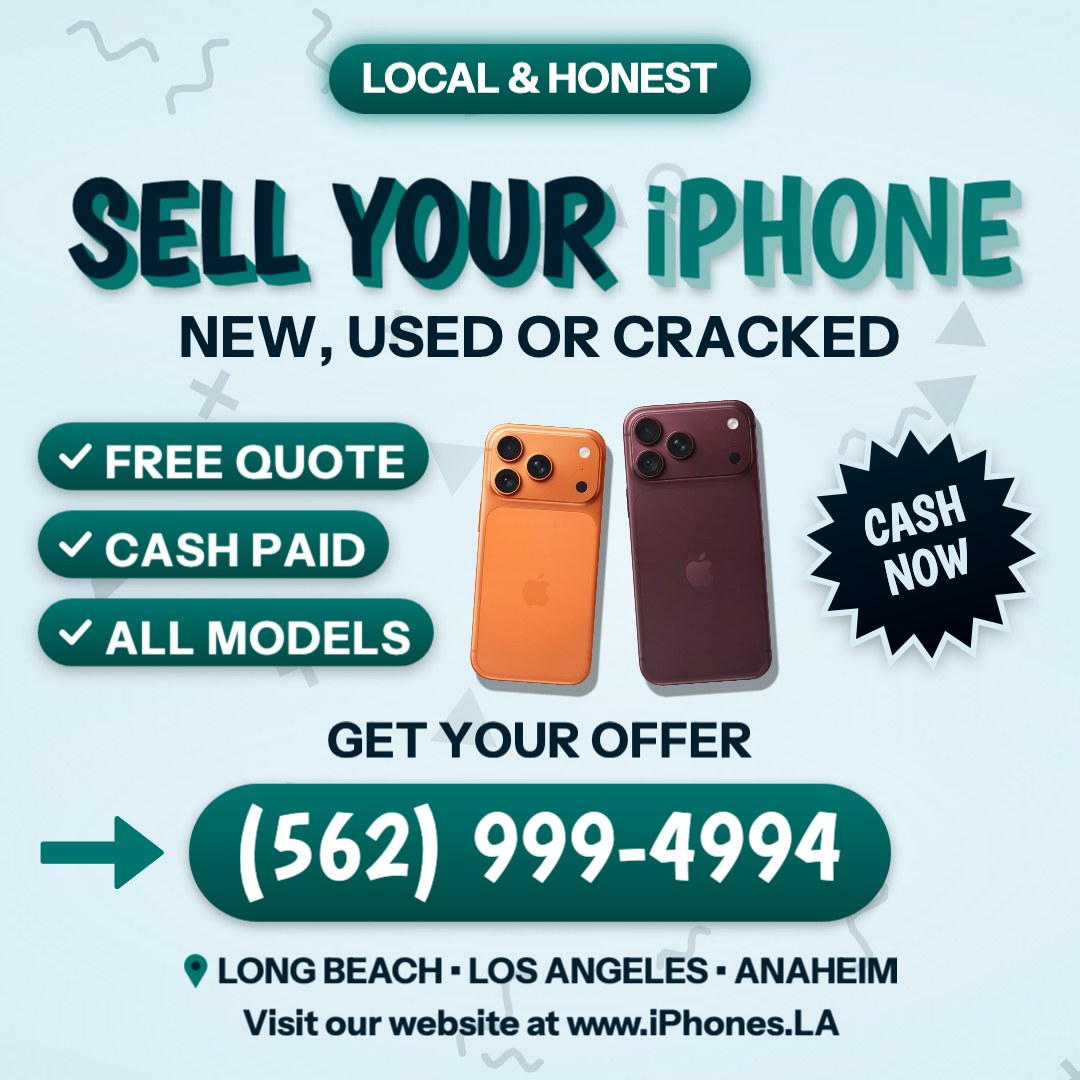 LOCAL & HONEST
SELL YOUR iPHONE
NEW, USED OR CRACKED
✓ FREE QUOTE
✓ CASH PAID
✓ ALL MODELS
CASH
NOW
GET YOUR OFFER
(562) 999-4994
LONG BEACH ▪ LOS ANGELES ▪ ANAHEIM
Visit our website at www.iPhones.LA